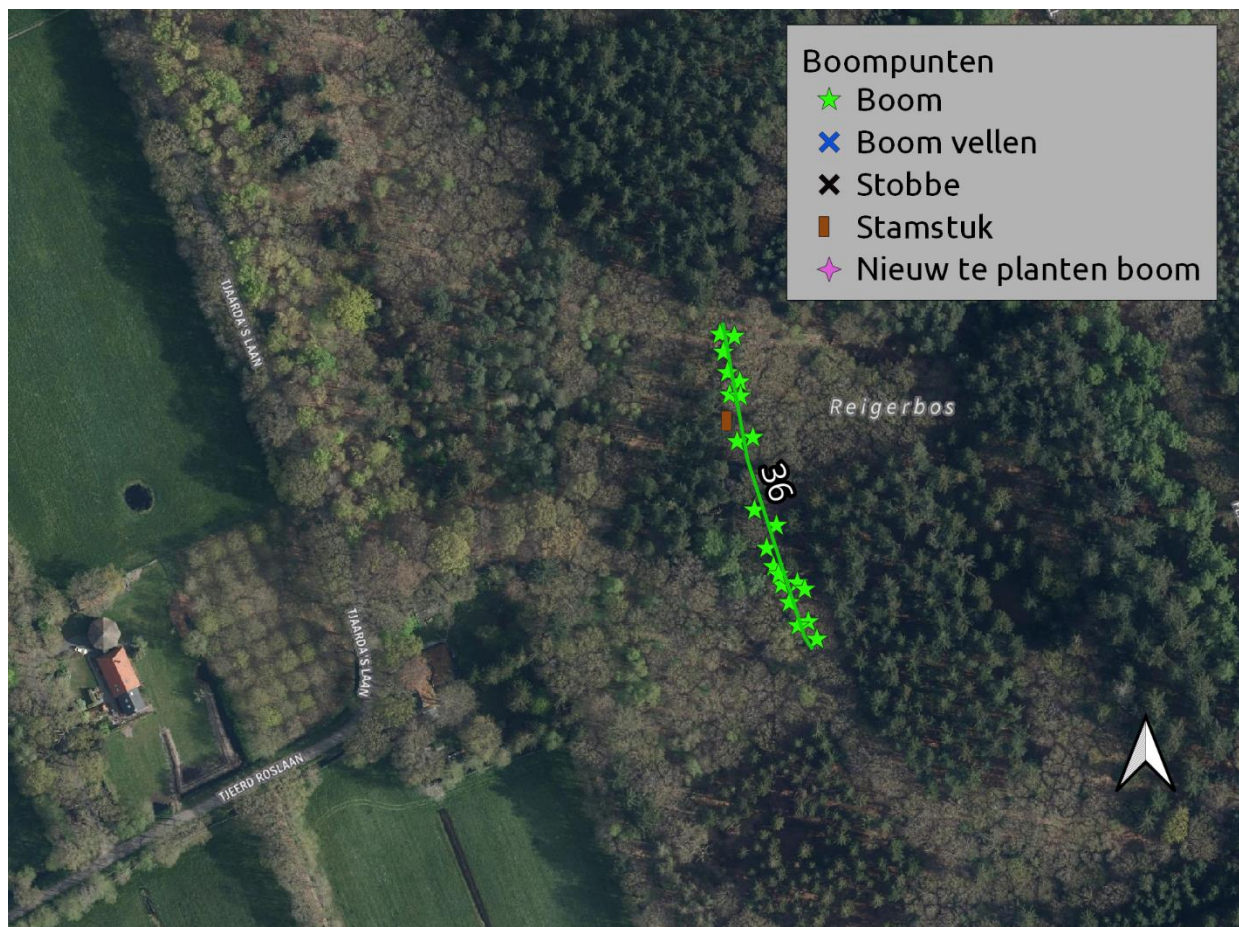 Boompunten
Boom
Boom vellen
Stobbe
Stamstuk
Nieuw te planten boom
TJAARDA'S LAAN
Reigerbos
36
TJAARDA'S LAAN
TJEERD ROSLAAN